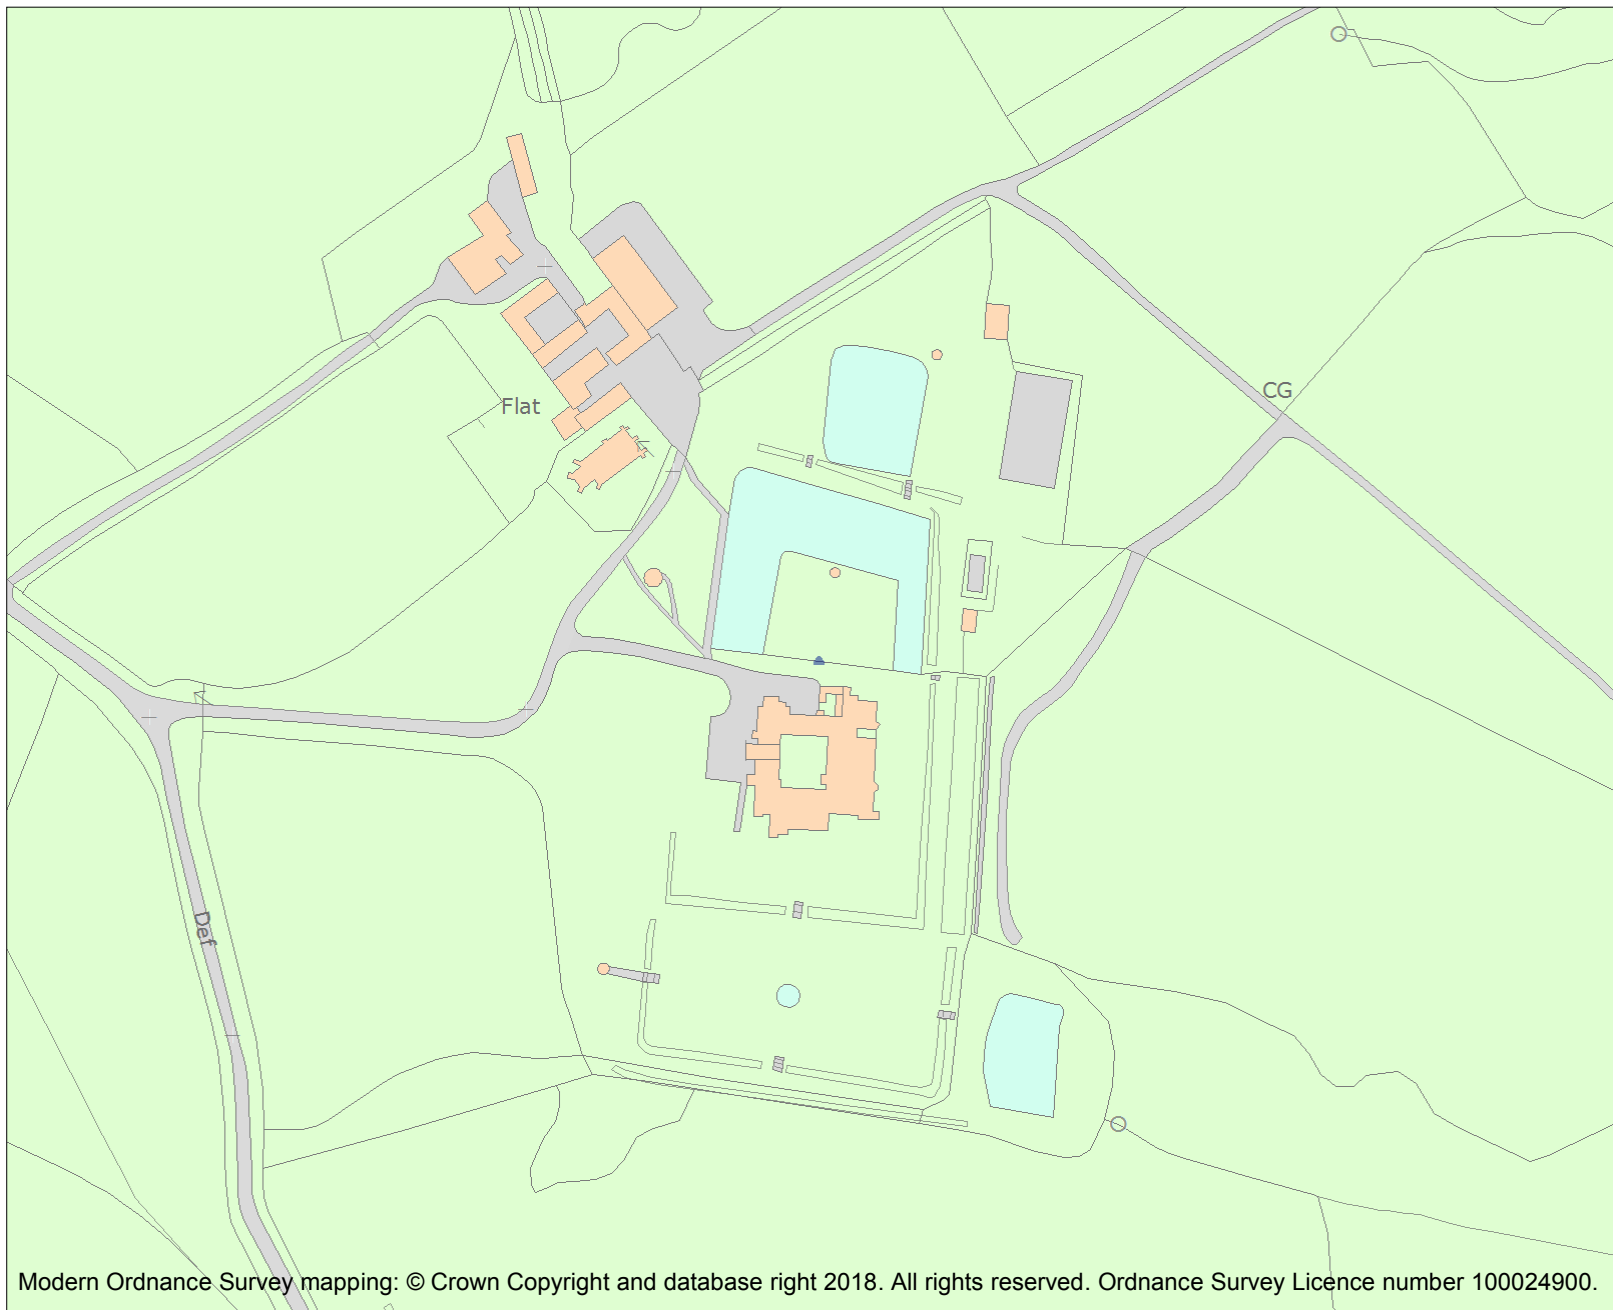 CG
Flat
Def
Modern Ordnance Survey mapping: © Crown Copyright and database right 2018. All rights reserved. Ordnance Survey Licence number 100024900.